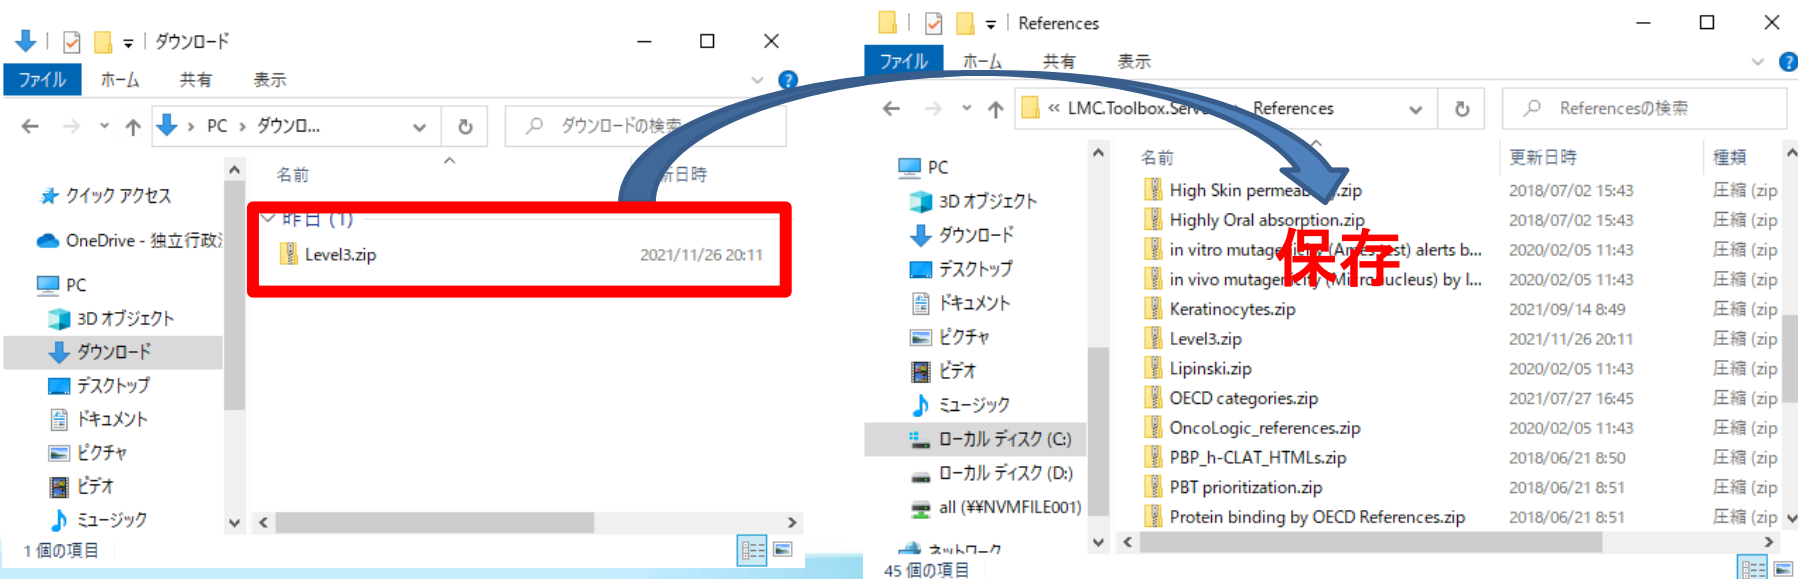 ダウンロード
ファイル ホーム 共有 表示
PC ダウンロ... ダウンロードの検索
名前 新日時
クイック アクセス
OneDrive - 独立行政
PC
3D オブジェクト
ダウンロード
デスクトップ
ドキュメント
ピクチャ
ビデオ
ミュージック
昨日 (1)
Level3.zip 2021/11/26 20:11
1 個の項目
References
ファイル ホーム 共有 表示
« LMC.Toolbox.Serve References Referencesの検索
PC
3D オブジェクト
ダウンロード
デスクトップ
ドキュメント
ピクチャ
ビデオ
ミュージック
ローカル ディスク (C:)
ローカル ディスク (D:)
all (¥¥NVMFILE001)
ネットワーク
名前 更新日時 種類
High Skin permeab .zip 2018/07/02 15:43 圧縮 (zip
Highly Oral absorption.zip 2018/07/02 15:43 圧縮 (zip
in vitro mutagenicity (Ames test) alerts b... 2020/02/05 11:43 圧縮 (zip
in vivo mutagenicity (Micronucleus) by I... 2020/02/05 11:43 圧縮 (zip
Keratinocytes.zip 2021/09/14 8:49 圧縮 (zip
Level3.zip 2021/11/26 20:11 圧縮 (zip
Lipinski.zip 2020/02/05 11:43 圧縮 (zip
OECD categories.zip 2021/07/27 16:45 圧縮 (zip
OncoLogic_references.zip 2020/02/05 11:43 圧縮 (zip
PBP_h-CLAT_HTMLs.zip 2018/06/21 8:50 圧縮 (zip
PBT prioritization.zip 2018/06/21 8:51 圧縮 (zip
Protein binding by OECD References.zip 2018/06/21 8:51 圧縮 (zip
保存
45 個の項目